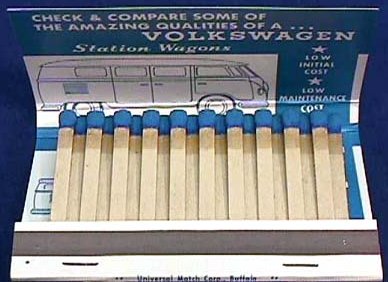 CHECK & COMPARE SOME OF
THE AMAZING QUALITIES OF A ...
VOLKSWAGEN
Station Wagons
★
LOW
INITIAL
COST
★
LOW
MAINTENANCE
COST
Universal Match Corp., Buffalo